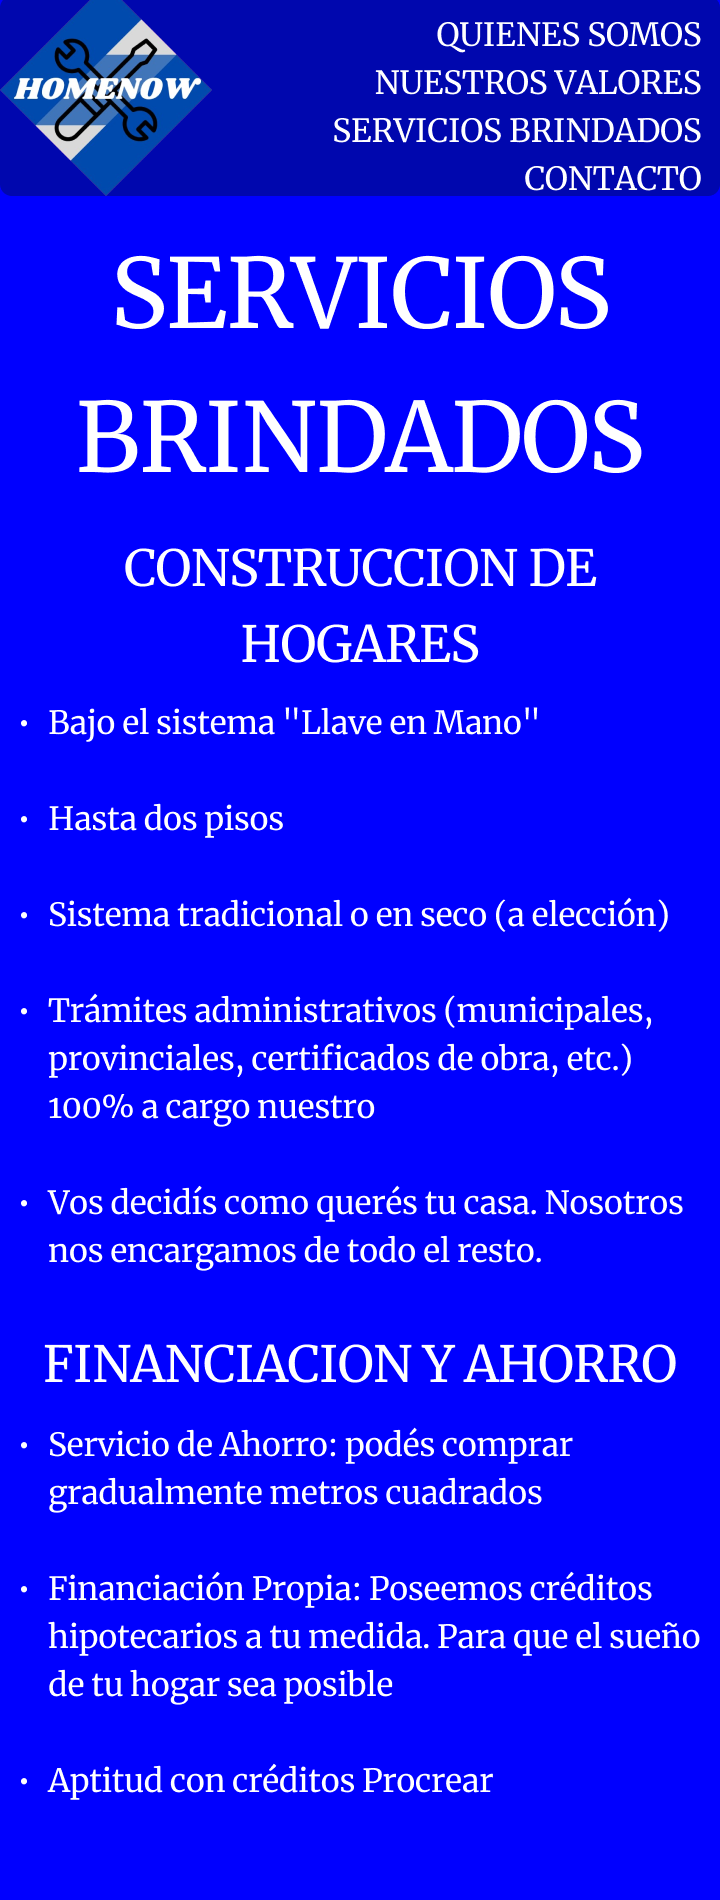 HOMENOW
QUIENES SOMOS
NUESTROS VALORES
SERVICIOS BRINDADOS
CONTACTO
SERVICIOS
BRINDADOS
CONSTRUCCION DE
HOGARES
• Bajo el sistema "Llave en Mano"
• Hasta dos pisos
• Sistema tradicional o en seco (a elección)
• Trámites administrativos (municipales,
provinciales, certificados de obra, etc.)
100% a cargo nuestro
• Vos decidís como querés tu casa. Nosotros
nos encargamos de todo el resto.
FINANCIACION Y AHORRO
• Servicio de Ahorro: podés comprar
gradualmente metros cuadrados
• Financiación Propia: Poseemos créditos
hipotecarios a tu medida. Para que el sueño
de tu hogar sea posible
• Aptitud con créditos Procrear